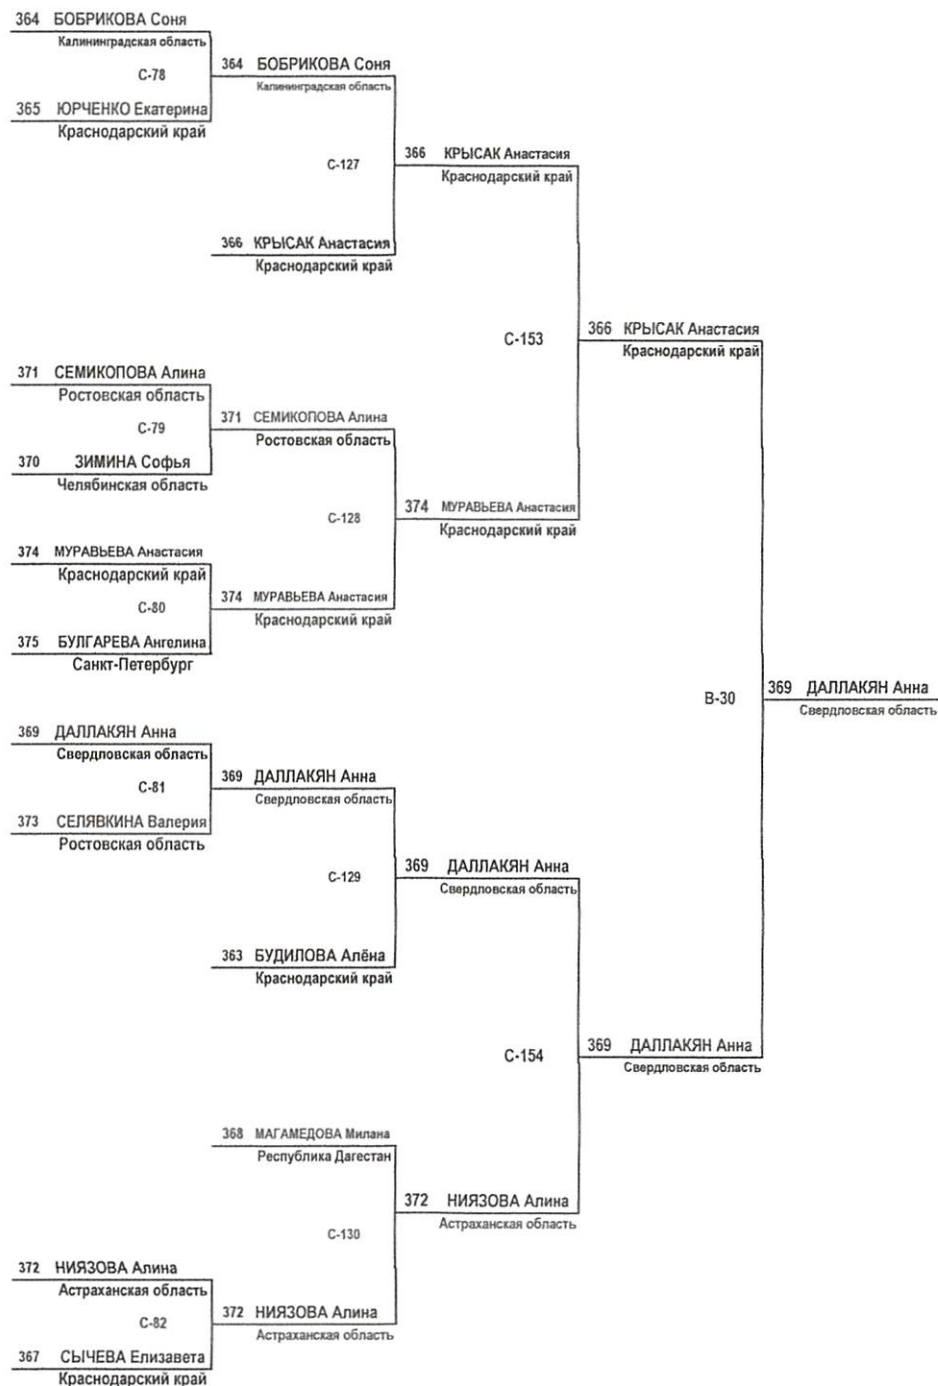 364 БОБРИКОВА Соня
Калининградская область
С-78
364 БОБРИКОВА Соня
Калининградская область
365 ЮРЧЕНКО Екатерина
Краснодарский край
С-127
366 КРЫСАК Анастасия
Краснодарский край
366 КРЫСАК Анастасия
Краснодарский край
С-153
366 КРЫСАК Анастасия
Краснодарский край
371 СЕМИКОПОВА Алина
Ростовская область
С-79
371 СЕМИКОПОВА Алина
Ростовская область
370 ЗИМИНА Софья
Челябинская область
С-128
374 МУРАВЬЕВА Анастасия
Краснодарский край
374 МУРАВЬЕВА Анастасия
Краснодарский край
С-80
374 МУРАВЬЕВА Анастасия
Краснодарский край
375 БУЛГАРЕВА Ангелина
Санкт-Петербург
В-30
369 ДАЛЛАКЯН Анна
Свердловская область
369 ДАЛЛАКЯН Анна
Свердловская область
С-81
369 ДАЛЛАКЯН Анна
Свердловская область
373 СЕЛЯВКИНА Валерия
Ростовская область
С-129
369 ДАЛЛАКЯН Анна
Свердловская область
363 БУДИЛОВА Алёна
Краснодарский край
С-154
369 ДАЛЛАКЯН Анна
Свердловская область
368 МАГАМЕДОВА Милана
Республика Дагестан
С-130
372 НИЯЗОВА Алина
Астраханская область
372 НИЯЗОВА Алина
Астраханская область
С-82
372 НИЯЗОВА Алина
Астраханская область
367 СЫЧЕВА Елизавета
Краснодарский край